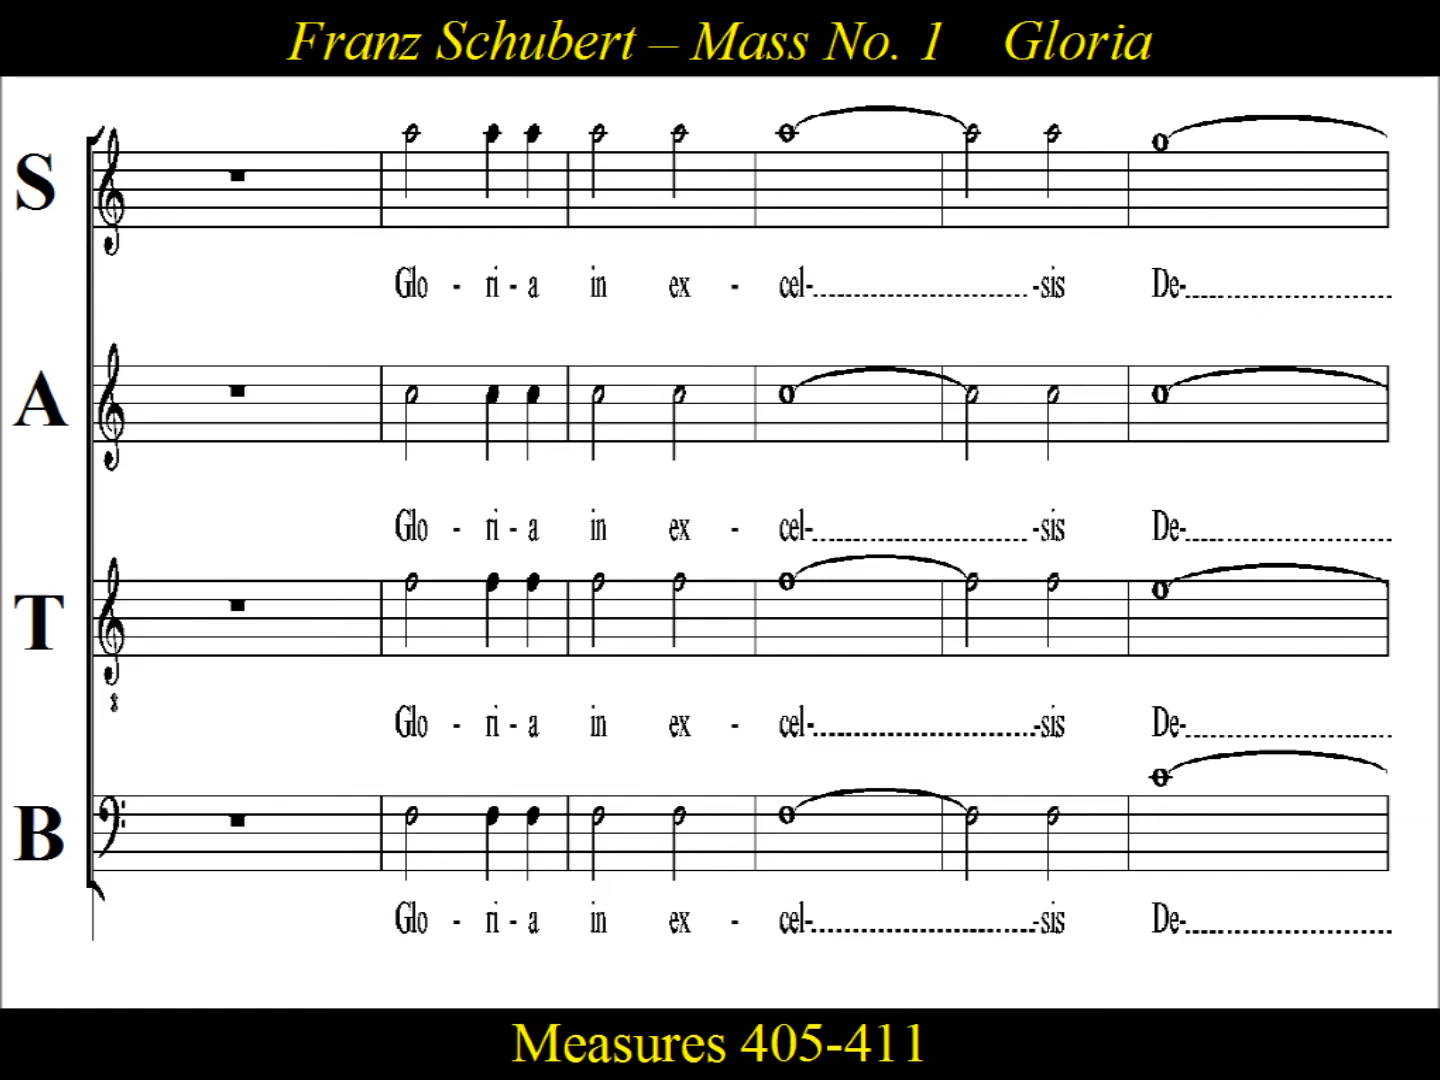 Franz Schubert – Mass No. 1 Gloria
S
Glo - ri - a in ex - cel-........................-sis De-........................
A
Glo - ri - a in ex - cel-........................-sis De-........................
T
8
Glo - ri - a in ex - cel-........................-sis De-........................
B
Glo - ri - a in ex - cel-........................-sis De-........................
Measures 405-411